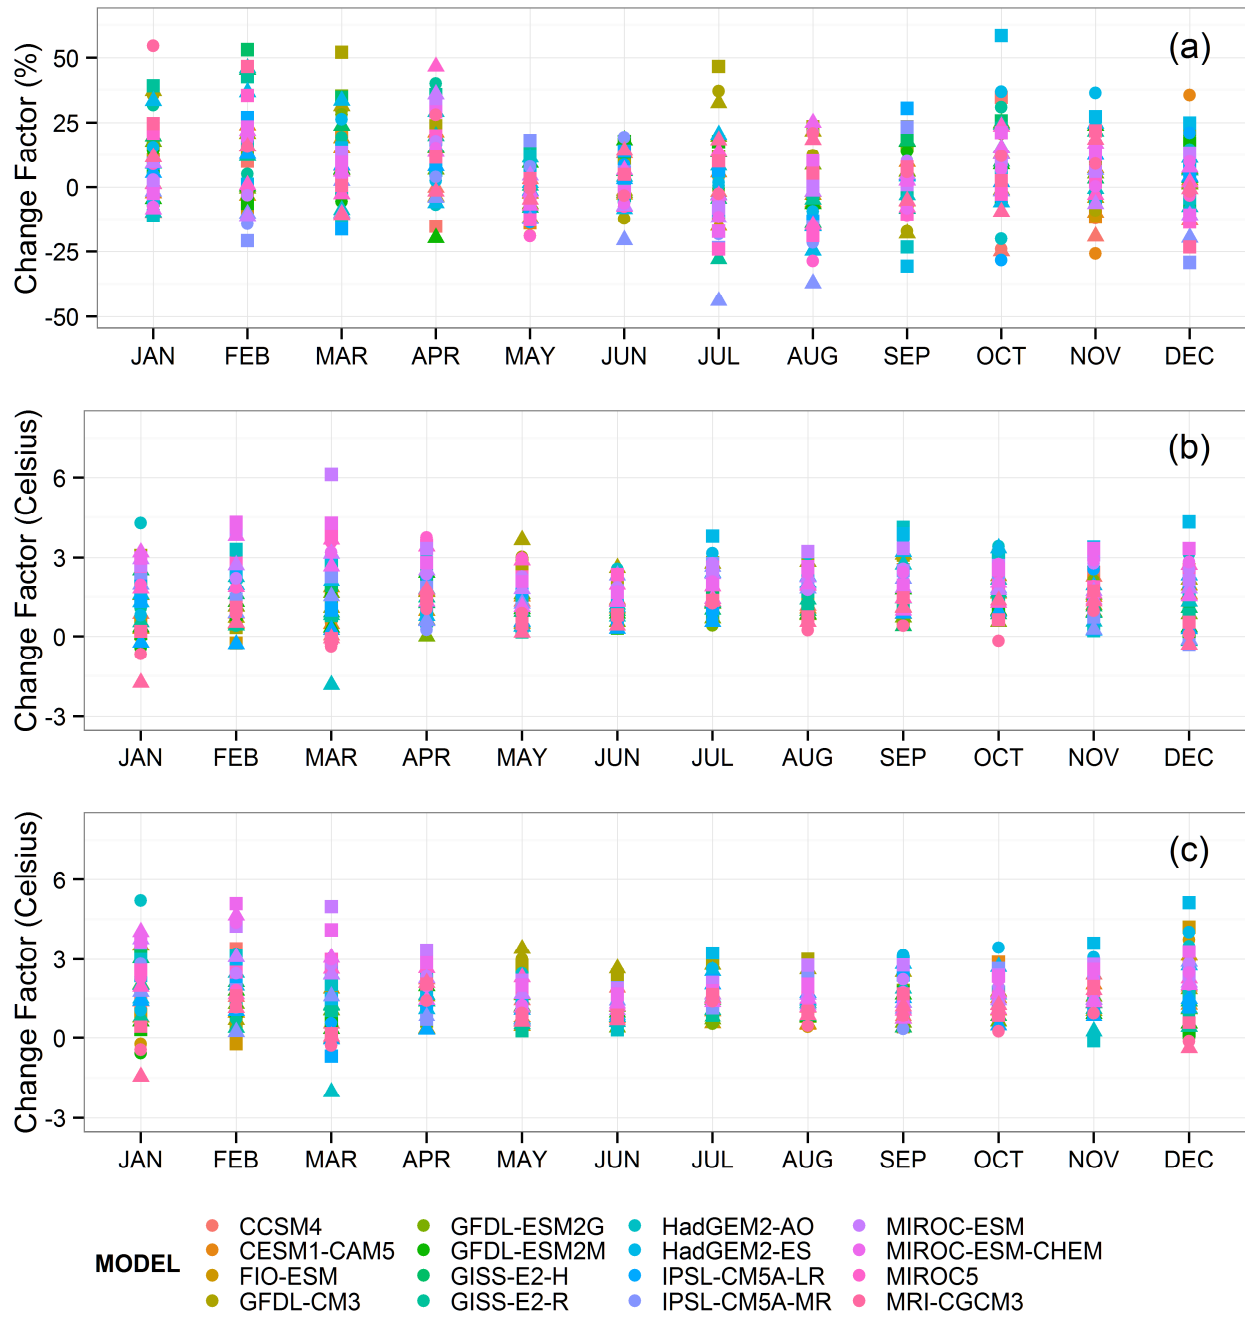 (a)
Change Factor (%)
50
25
0
-25
-50
JAN FEB MAR APR MAY JUN JUL AUG SEP OCT NOV DEC
(b)
Change Factor (Celsius)
6
3
0
-3
JAN FEB MAR APR MAY JUN JUL AUG SEP OCT NOV DEC
(c)
Change Factor (Celsius)
6
3
0
-3
JAN FEB MAR APR MAY JUN JUL AUG SEP OCT NOV DEC
MODEL
CCSM4 GFDL-ESM2G HadGEM2-AO MIROC-ESM
CESM1-CAM5 GFDL-ESM2M HadGEM2-ES MIROC-ESM-CHEM
FIO-ESM GISS-E2-H IPSL-CM5A-LR MIROC5
GFDL-CM3 GISS-E2-R IPSL-CM5A-MR MRI-CGCM3